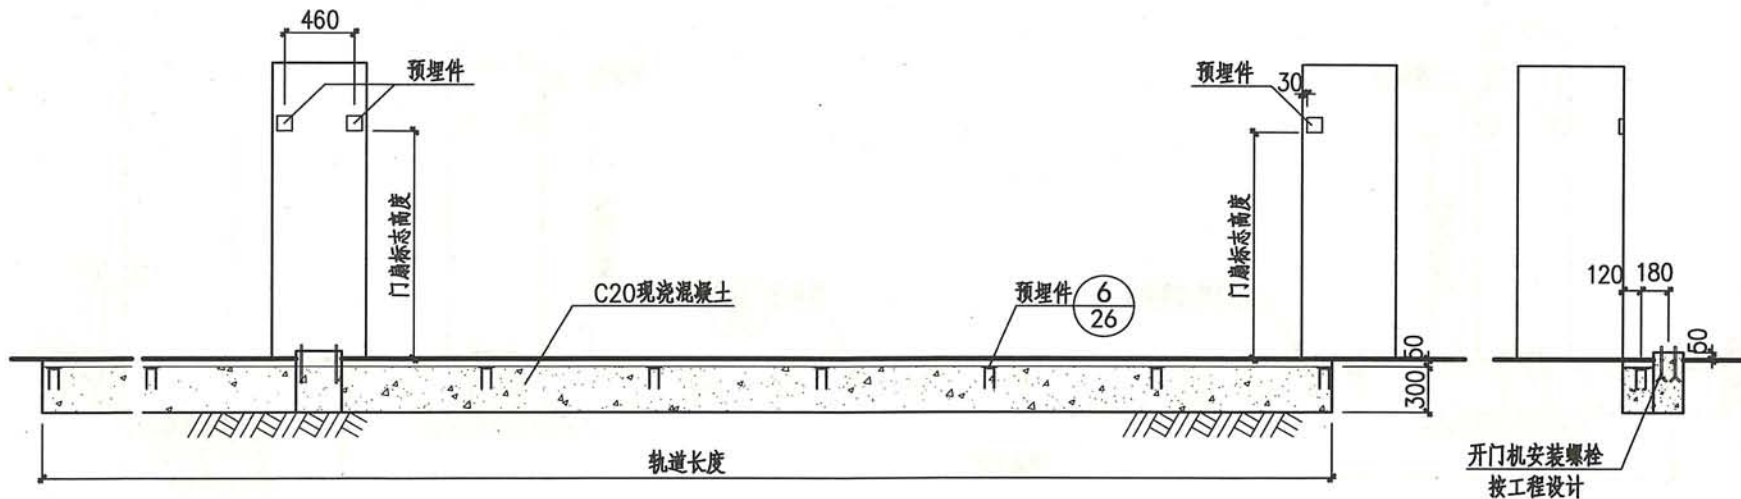 460
预埋件
预埋件
30
门扇标志高度
门扇标志高度
C20现浇混凝土
预埋件
6
26
120
180
50
50
300
轨道长度
开门机安装螺栓
按工程设计